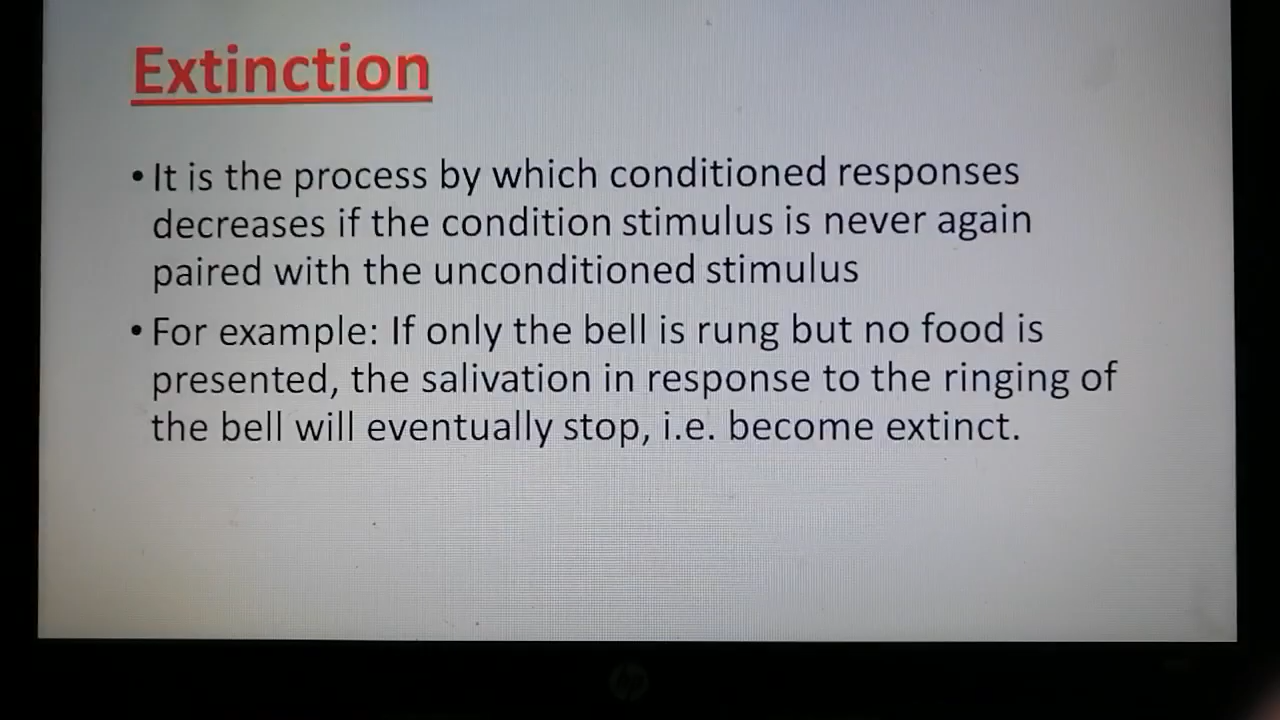 Extinction
• It is the process by which conditioned responses
decreases if the condition stimulus is never again
paired with the unconditioned stimulus
• For example: If only the bell is rung but no food is
presented, the salivation in response to the ringing of
the bell will eventually stop, i.e. become extinct.
hp